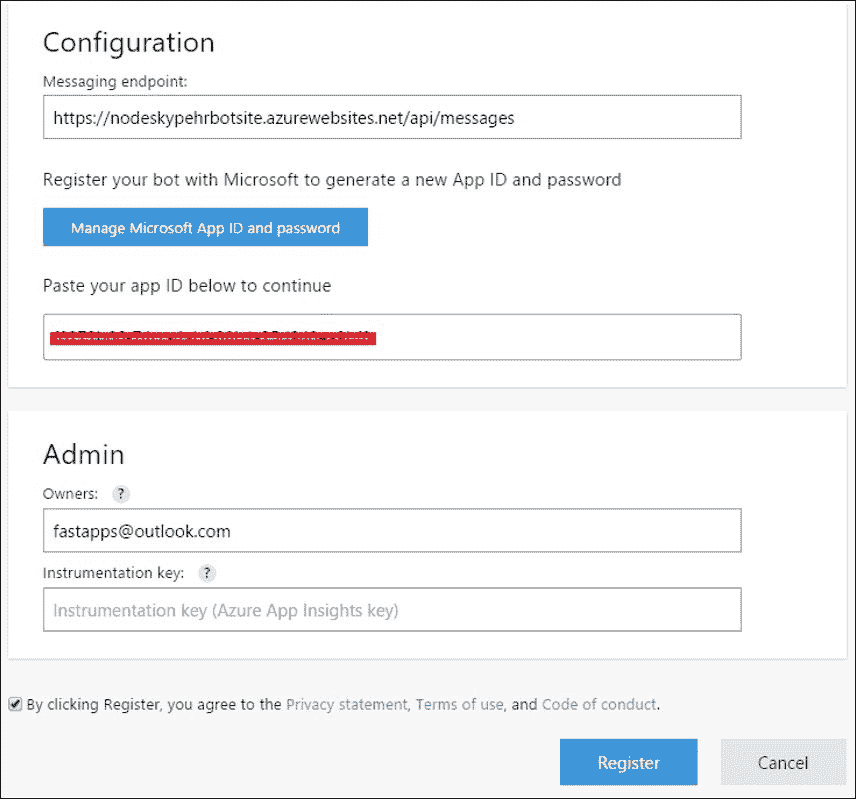 Configuration
Messaging endpoint:
https://nodeskypehrbotsite.azurewebsites.net/api/messages
Register your bot with Microsoft to generate a new App ID and password
Manage Microsoft App ID and password
Paste your app ID below to continue
Admin
Owners: ?
fastapps@outlook.com
Instrumentation key: ?
Instrumentation key (Azure App Insights key)
By clicking Register, you agree to the Privacy statement, Terms of use, and Code of conduct.
Register Cancel